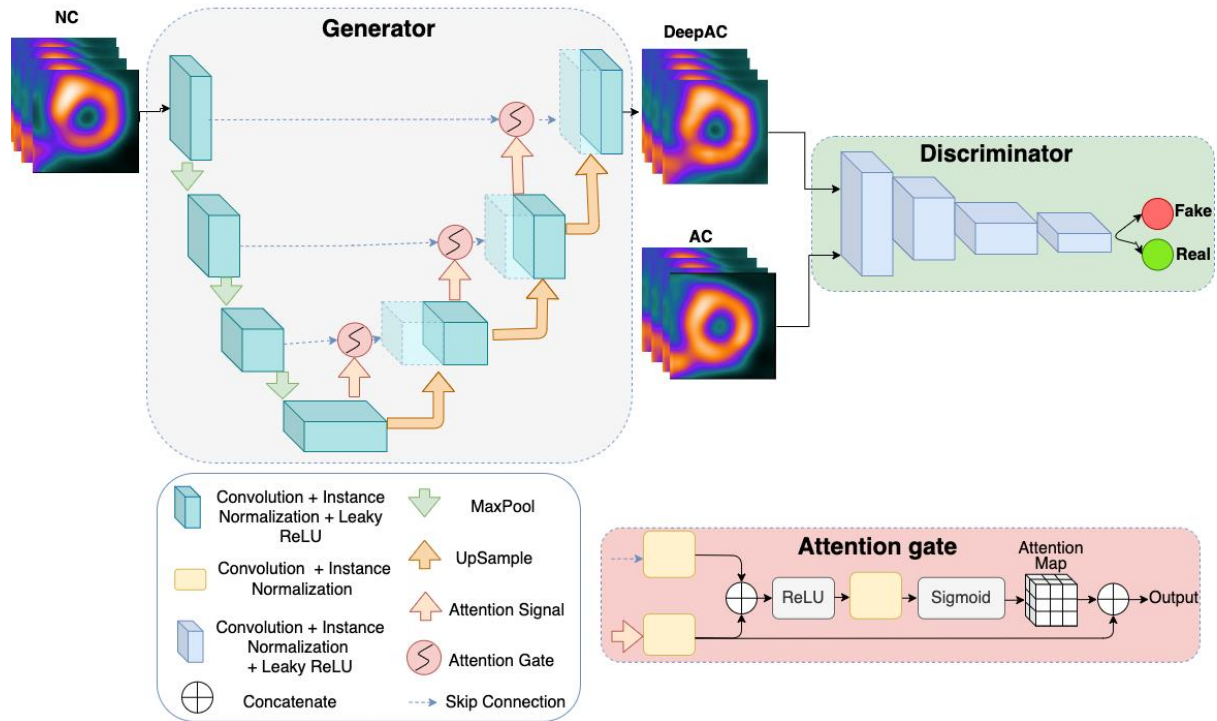 NC
Generator
DeepAC
Discriminator
Fake
Real
AC
Convolution + Instance
Normalization + Leaky
ReLU
MaxPool
UpSample
Convolution + Instance
Normalization
Attention Signal
Convolution + Instance
Normalization
+ Leaky ReLU
Attention Gate
Concatenate
Skip Connection
Attention gate
Attention
Map
ReLU
Sigmoid
Output